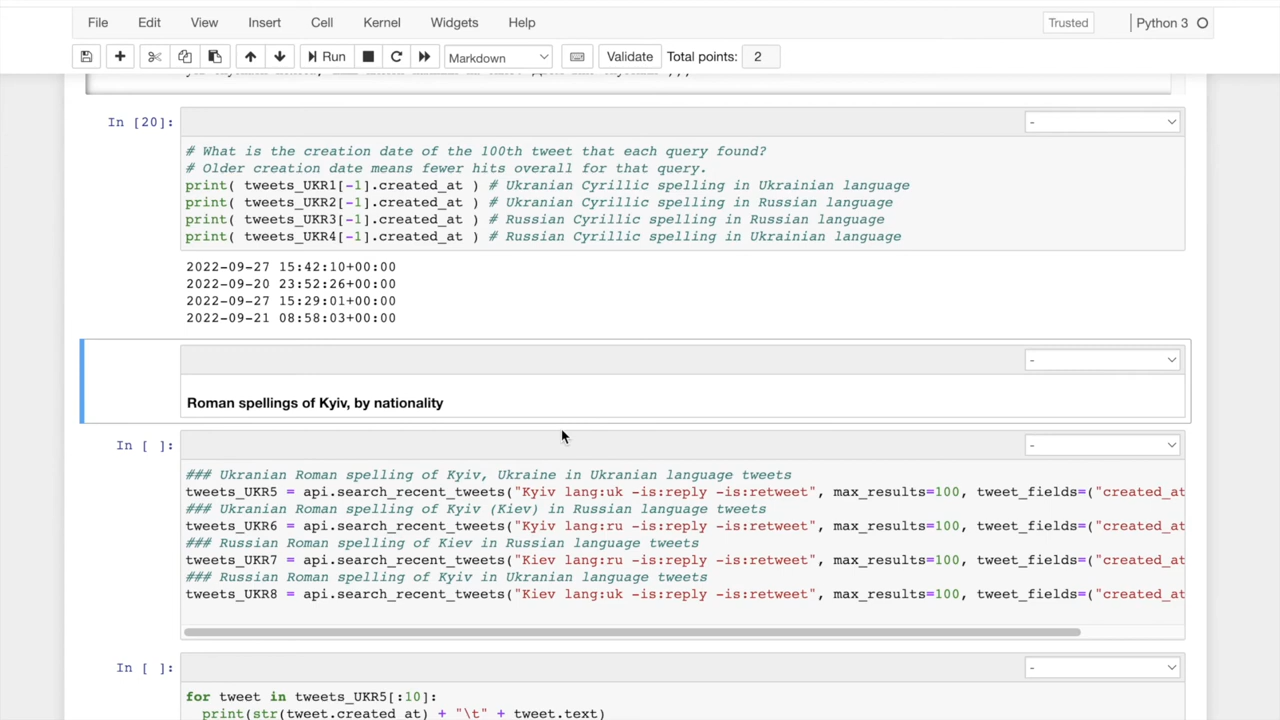 File Edit View Insert Cell Kernel Widgets Help Trusted Python 3
Run Markdown Validate Total points: 2
In [20]: -
# What is the creation date of the 100th tweet that each query found?
# Older creation date means fewer hits overall for that query.
print( tweets_UKR1[-1].created_at ) # Ukranian Cyrillic spelling in Ukrainian language
print( tweets_UKR2[-1].created_at ) # Ukranian Cyrillic spelling in Russian language
print( tweets_UKR3[-1].created_at ) # Russian Cyrillic spelling in Russian language
print( tweets_UKR4[-1].created_at ) # Russian Cyrillic spelling in Ukrainian language
2022-09-27 15:42:10+00:00
2022-09-20 23:52:26+00:00
2022-09-27 15:29:01+00:00
2022-09-21 08:58:03+00:00
-
Roman spellings of Kyiv, by nationality
In [ ]: -
### Ukranian Roman spelling of Kyiv, Ukraine in Ukranian language tweets
tweets_UKR5 = api.search_recent_tweets("Kyiv lang:uk -is:reply -is:retweet", max_results=100, tweet_fields=("created_at
### Ukranian Roman spelling of Kyiv (Kiev) in Russian language tweets
tweets_UKR6 = api.search_recent_tweets("Kyiv lang:ru -is:reply -is:retweet", max_results=100, tweet_fields=("created_at
### Russian Roman spelling of Kiev in Russian language tweets
tweets_UKR7 = api.search_recent_tweets("Kiev lang:ru -is:reply -is:retweet", max_results=100, tweet_fields=("created_at
### Russian Roman spelling of Kyiv in Ukranian language tweets
tweets_UKR8 = api.search_recent_tweets("Kiev lang:uk -is:reply -is:retweet", max_results=100, tweet_fields=("created_at
In [ ]: -
for tweet in tweets_UKR5[:10]:
print(str(tweet.created_at) + "\t" + tweet.text)